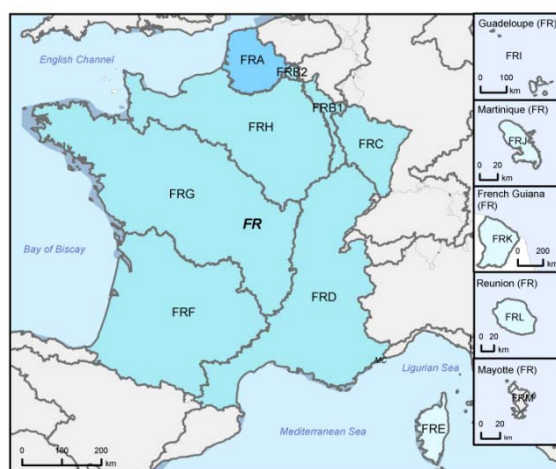 English Channel
FRA
FRB2
FRB1
FRH
FRC
FRG
FR
Bay of Biscay
FRD
FRF
MC
Ligurian Sea
Mediterranean Sea
FRE
0 100 200
km
Guadeloupe (FR)
FRI
0 100
km
Martinique (FR)
FRJ
0 20
km
French Guiana
(FR)
FRK
0 200
km
Reunion (FR)
FRL
0 20
km
Mayotte (FR)
FRM
0 20
km